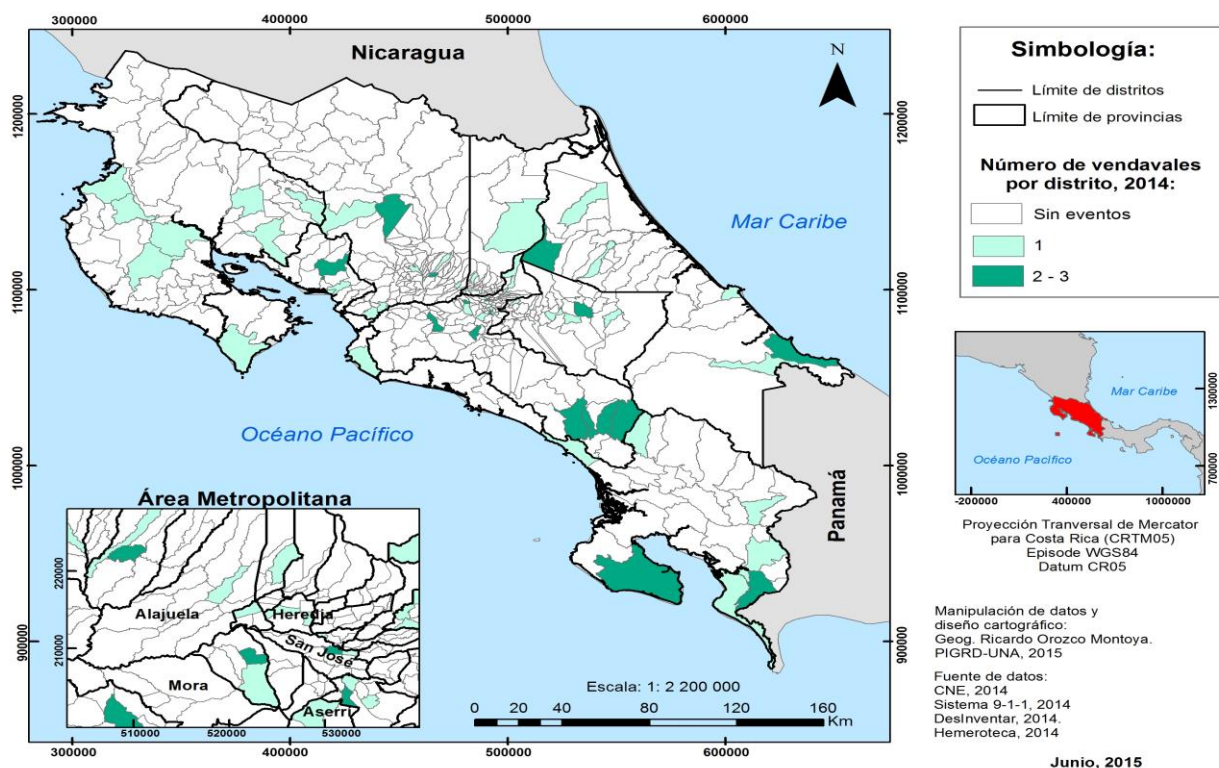 300000
400000
500000
600000
Nicaragua
N
1200000
1200000
Mar Caribe
1100000
1100000
Océano Pacífico
1000000
1000000
Panamá
900000
900000
Área Metropolitana
220000
210000
Alajuela
Heredia
San José
Mora
Aserrí
510000
520000
530000
Escala: 1: 2 200 000
0 20 40 80 120 160
Km
300000
400000
500000
600000
Simbología:
Límite de distritos
Límite de provincias
Número de vendavales
por distrito, 2014:
Sin eventos
1
2 - 3
Mar Caribe
Océano Pacífico
1300000
700000
-200000
400000
1000000
Proyección Tranversal de Mercator
para Costa Rica (CRTM05)
Episode WGS84
Datum CR05
Manipulación de datos y
diseño cartográfico:
Geog. Ricardo Orozco Montoya.
PIGRD-UNA, 2015
Fuente de datos:
CNE, 2014
Sistema 9-1-1, 2014
DesInventar, 2014.
Hemeroteca, 2014
Junio, 2015